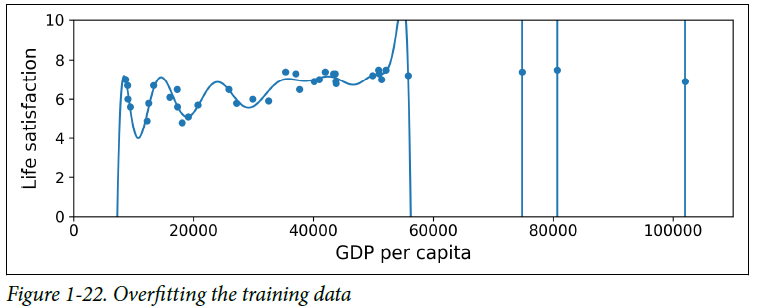 10
8
6
4
2
0
Life satisfaction
0 20000 40000 60000 80000 100000
GDP per capita
Figure 1-22. Overfitting the training data